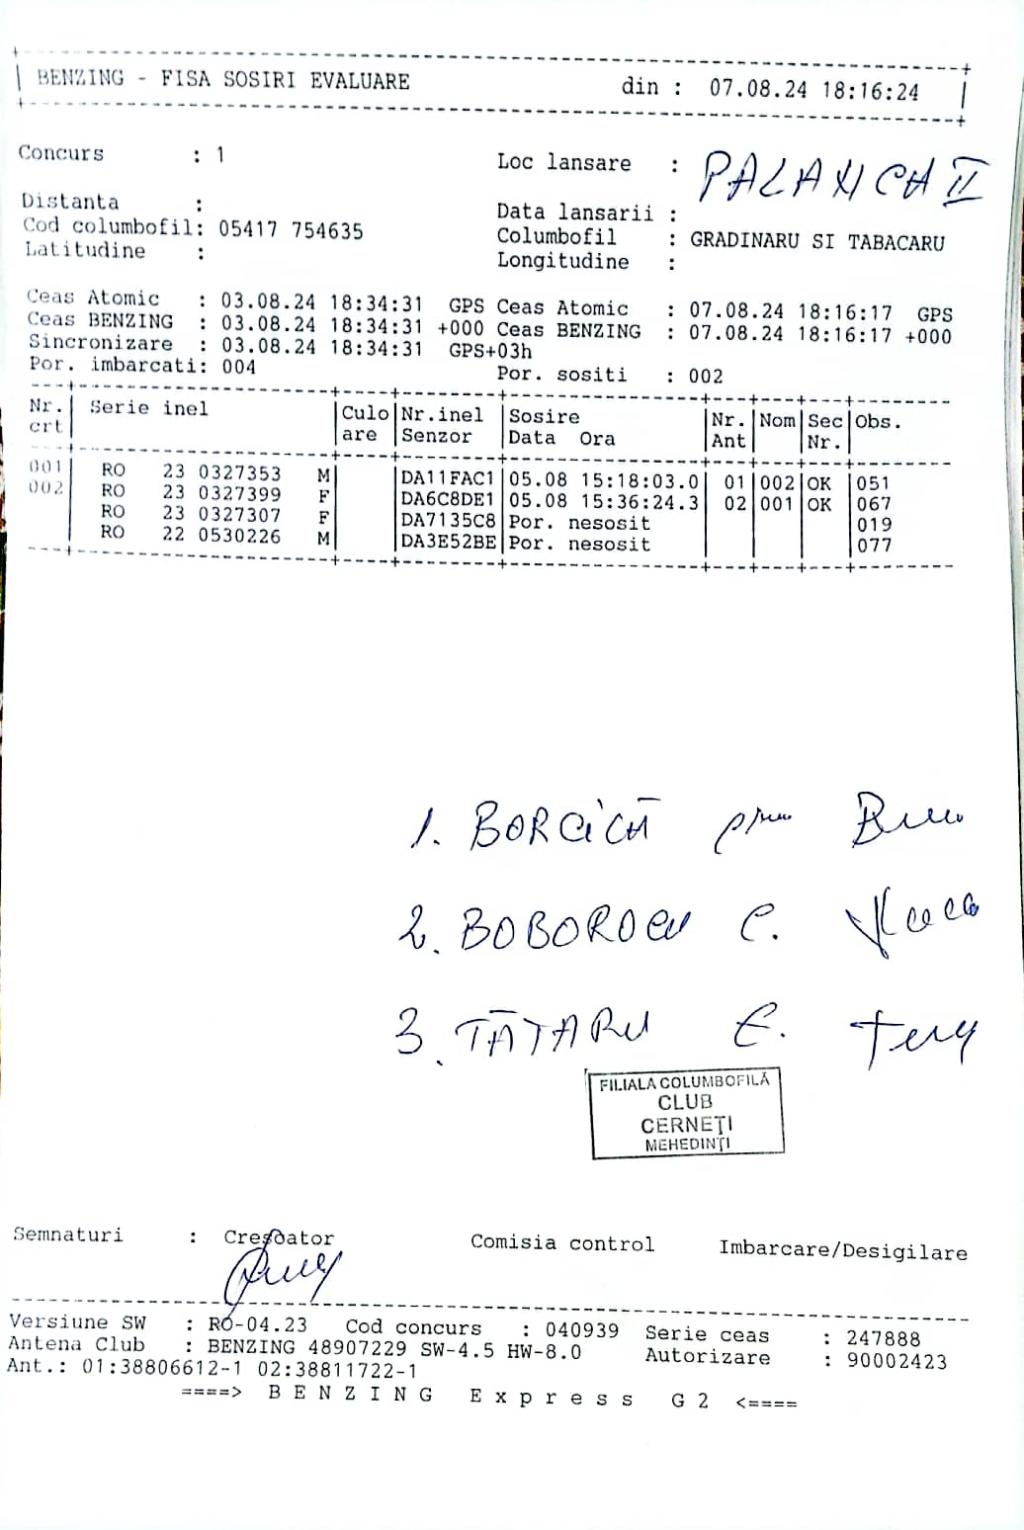 BENZING - FISA SOSIRI EVALUARE din : 07.08.24 18:16:24
Concurs : 1 Loc lansare : PALANCA II
Distanta : Data lansarii :
Cod columbofil: 05417 754635 Columbofil : GRADINARU SI TABACARU
Latitudine : Longitudine :
Ceas Atomic : 03.08.24 18:34:31 GPS Ceas Atomic : 07.08.24 18:16:17 GPS
Ceas BENZING : 03.08.24 18:34:31 +000 Ceas BENZING : 07.08.24 18:16:17 +000
Sincronizare : 03.08.24 18:34:31 GPS+03h
Por. imbarcati: 004 Por. sositi : 002
Nr. Serie inel Culo Nr.inel Sosire Nr. Nom Sec Obs.
crt are Senzor Data Ora Ant Nr.
001 RO 23 0327353 M DA11FAC1 05.08 15:18:03.0 01 002 OK 051
002 RO 23 0327399 F DA6C8DE1 05.08 15:36:24.3 02 001 OK 067
RO 23 0327307 F DA7135C8 Por. nesosit 019
RO 22 0530226 M DA3E52BE Por. nesosit 077
1. BORCICĂ
2. BOBOROCU C.
3. TĂTARU E.
FILIALA COLUMBOFILĂ
CLUB
CERNEȚI
MEHEDINȚI
Semnaturi : Crescator Comisia control Imbarcare/Desigilare
Versiune SW : RO-04.23 Cod concurs : 040939 Serie ceas : 247888
Antena Club : BENZING 48907229 SW-4.5 HW-8.0 Autorizare : 90002423
Ant.: 01:38806612-1 02:38811722-1
====> B E N Z I N G E x p r e s s G 2 <====